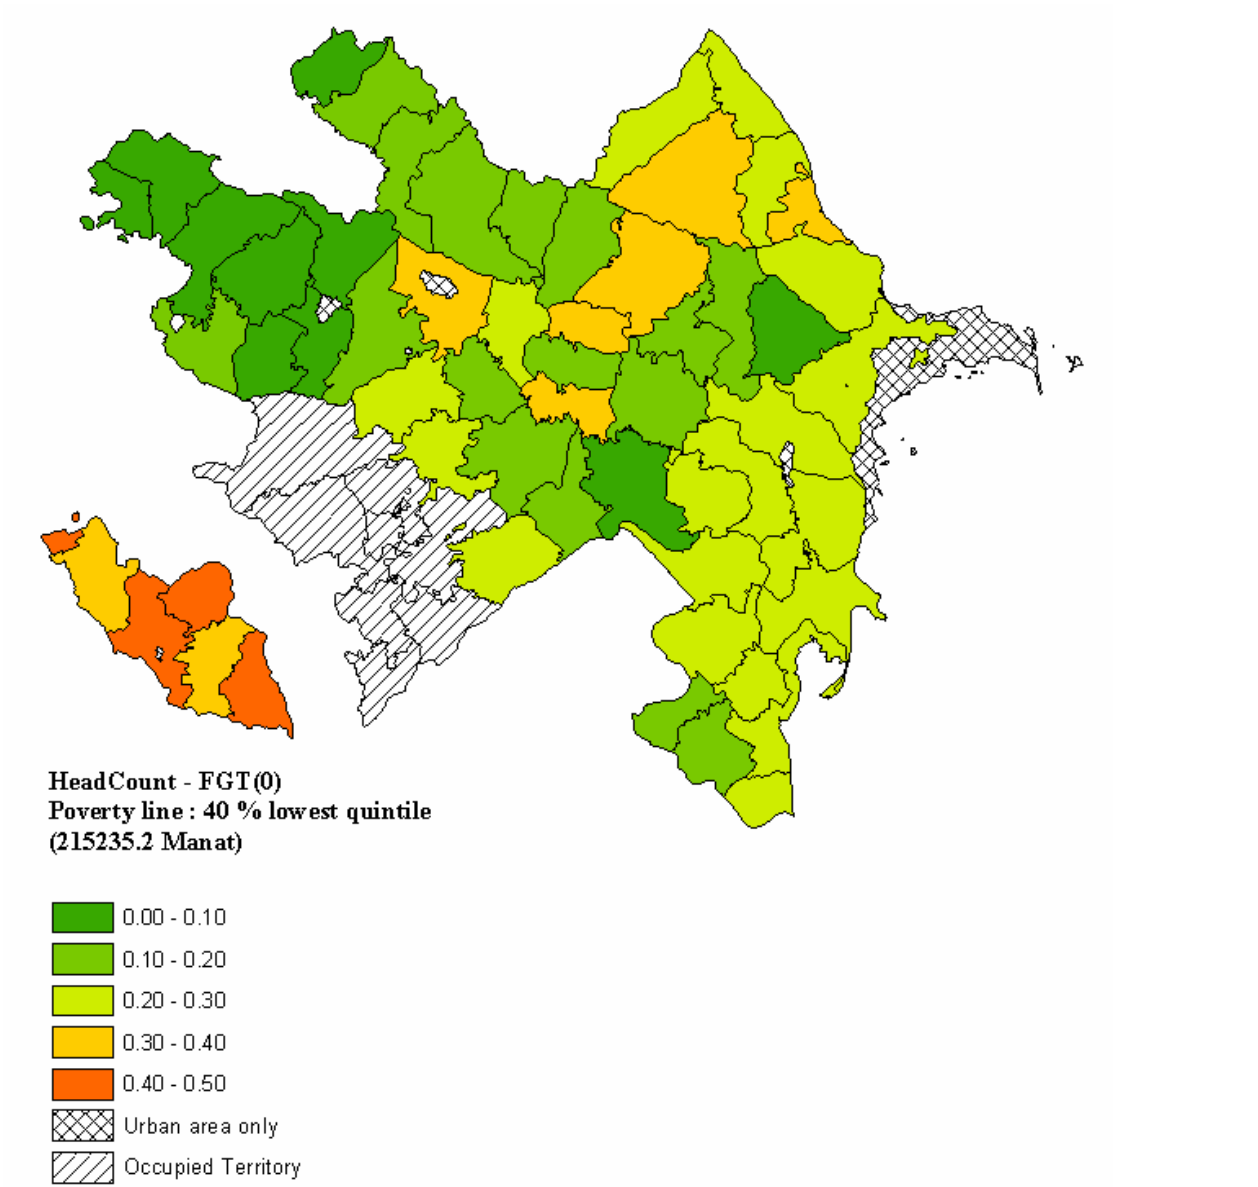 HeadCount - FGT(0)
Poverty line : 40 % lowest quintile
(215235.2 Manat)
0.00 - 0.10
0.10 - 0.20
0.20 - 0.30
0.30 - 0.40
0.40 - 0.50
Urban area only
Occupied Territory